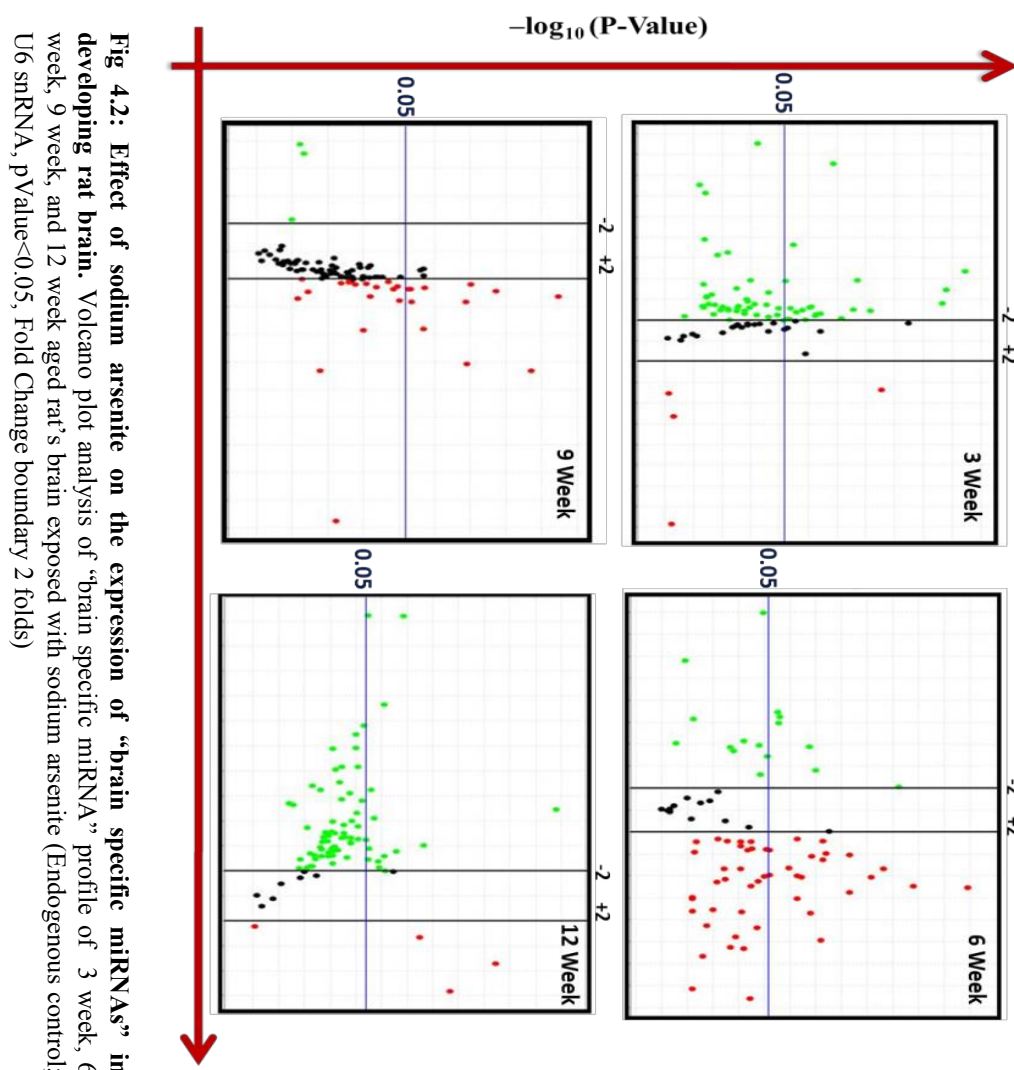 –log₁₀ (P-Value)
3 Week
-2 +2
0.05
6 Week
-2 +2
0.05
9 Week
-2 +2
0.05
12 Week
-2 +2
0.05
Fig 4.2: Effect of sodium arsenite on the expression of “brain specific miRNAs” in
developing rat brain. Volcano plot analysis of “brain specific miRNA” profile of 3 week, 6
week, 9 week, and 12 week aged rat’s brain exposed with sodium arsenite (Endogenous control;
U6 snRNA, pValue<0.05, Fold Change boundary 2 folds)